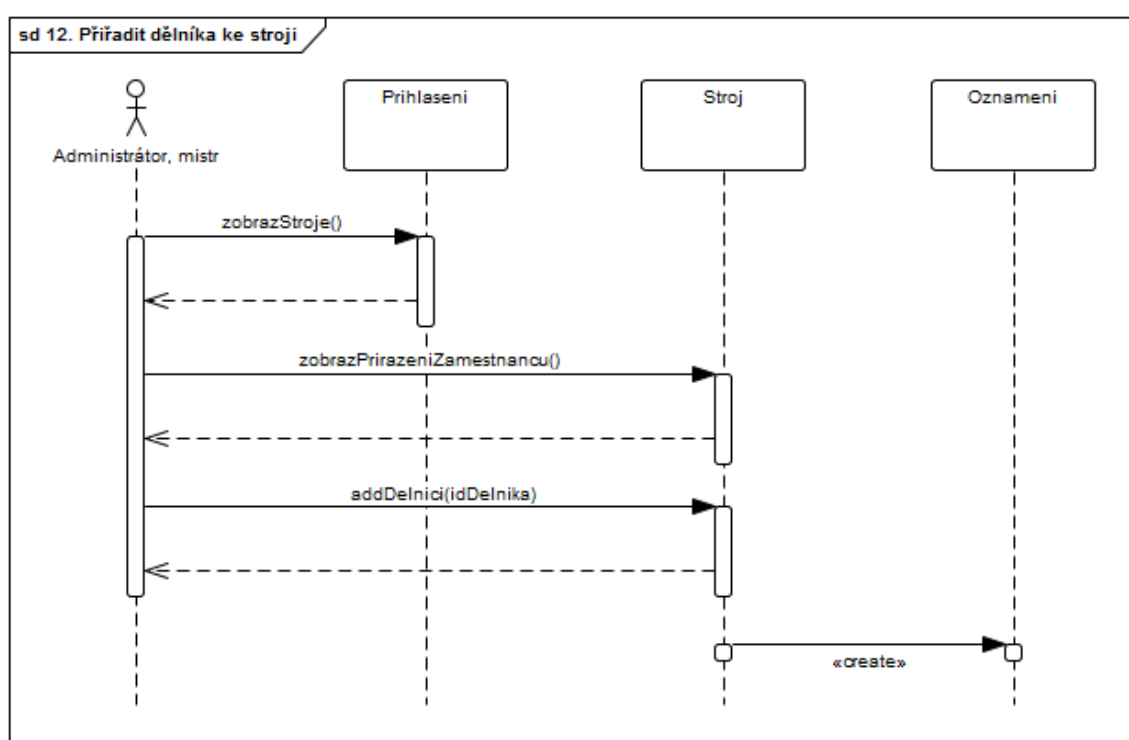 sd 12. Přiřadit dělníka ke stroji
Prihlaseni
Stroj
Oznameni
Administrátor, mistr
zobrazStroje()
zobrazPrirazeniZamestnancu()
addDelnici(idDelnika)
«create»